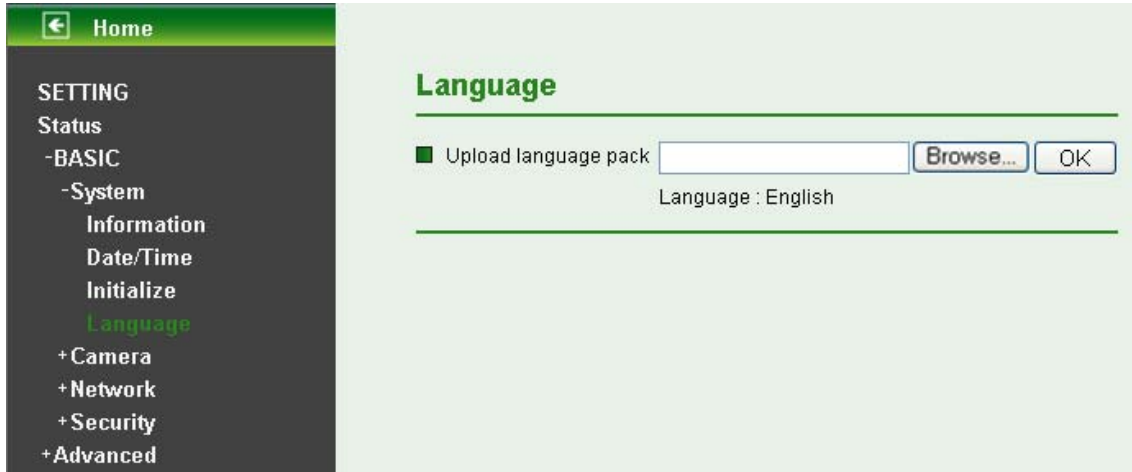 Home
SETTING
Status
-BASIC
-System
Information
Date/Time
Initialize
Language
+Camera
+Network
+Security
+Advanced
Language
Upload language pack Browse... OK
Language : English